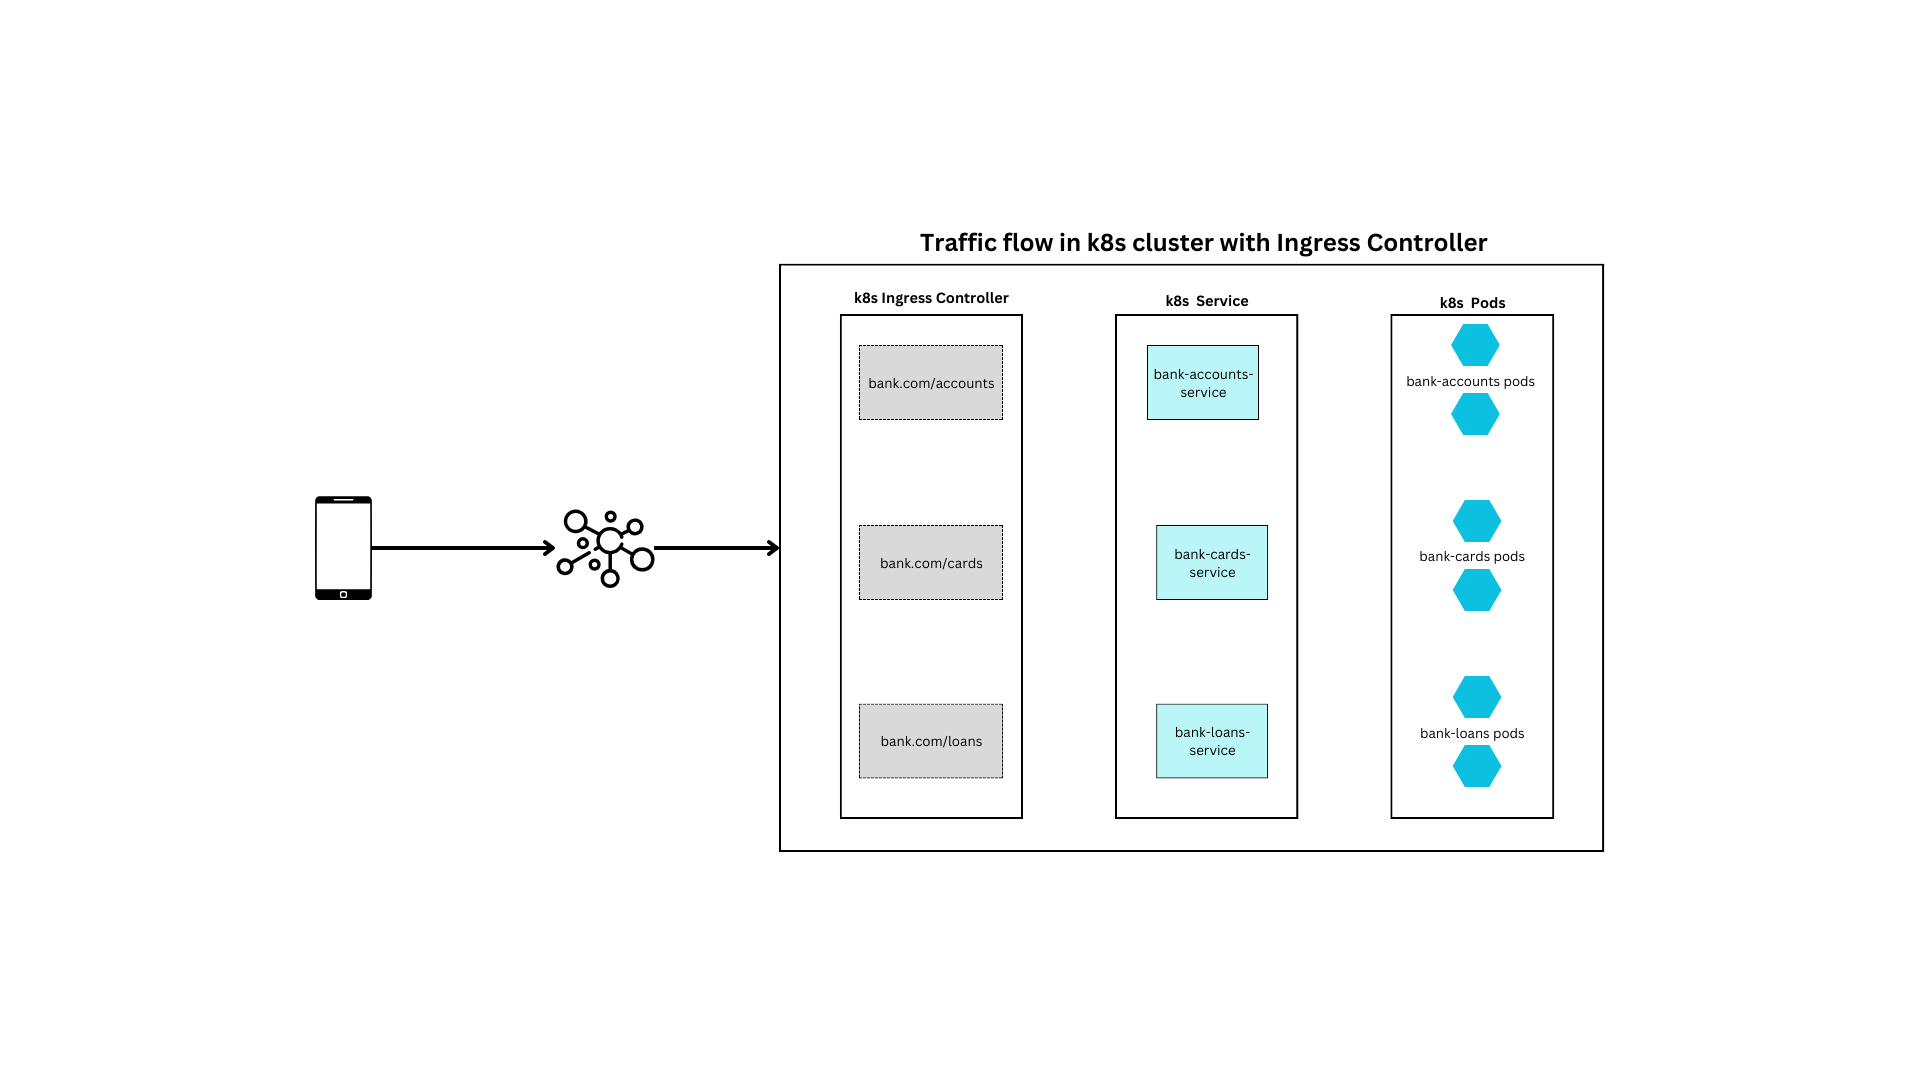 Traffic flow in k8s cluster with Ingress Controller
k8s Ingress Controller
bank.com/accounts
bank.com/cards
bank.com/loans
k8s Service
bank-accounts-
service
bank-cards-
service
bank-loans-
service
k8s Pods
bank-accounts pods
bank-cards pods
bank-loans pods